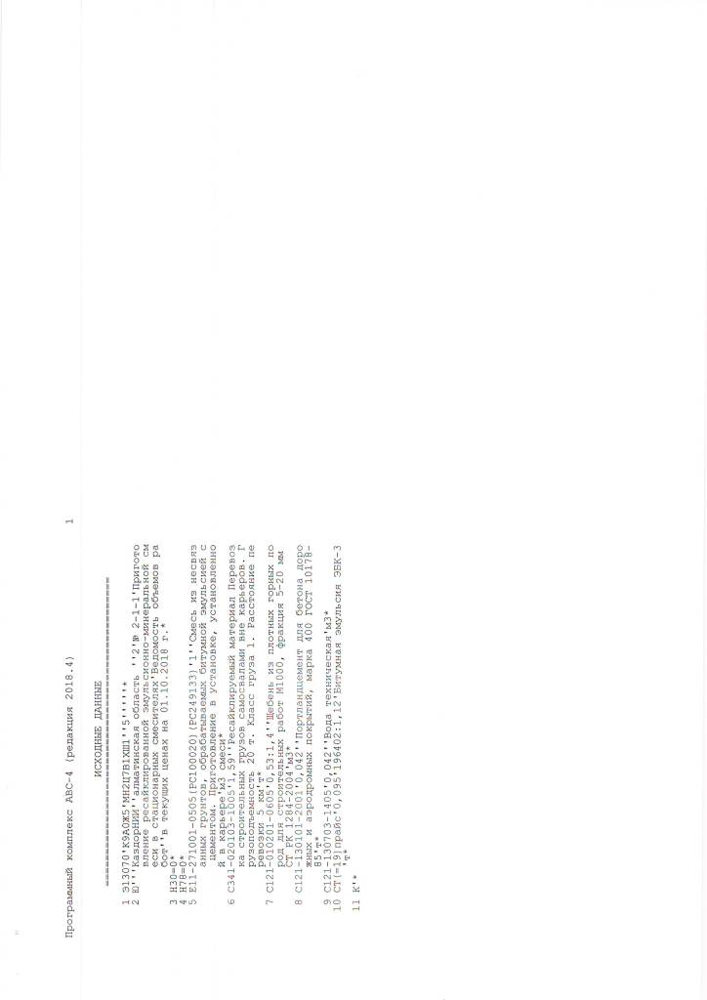 Программный комплекс АВС-4 (редакция 2018.4) 1
ИСХОДНЫЕ ДАННЫЕ
==================================================
1 Э13070'К9А0Ж5'МНZЦ7В1ХШ1''5'''''*
2 Ю'''КаздорНИИ''алматинская область ''2'№ 2-1-1'Пригото
вление ресайклированной эмульсионно-минеральной см
еси в стационарных смесителях'Ведомость объемов ра
бот''в текущих ценах на 01.10.2018 г.*
3 Н30=0*
4 Н78=0*
5 Е11-271001-0505(РС100020)(РС249133)'1''Смесь из несвяз
анных грунтов, обрабатываемых битумной эмульсией с
цементом. Приготовление в установке, установленно
й в карьере'м3 смеси*
6 С341-020103-1005'1,59''Ресайклируемый материал Перевоз
ка строительных грузов самосвалами вне карьеров. Г
рузоподъемность 20 т. Класс груза 1. Расстояние пе
ревозки 5 км'т*
7 С121-010201-0605'0,53:1,4''Щебень из плотных горных по
род для строительных работ М1000, фракция 5-20 мм
СТ РК 1284-2004'м3*
8 С121-130101-2001'0,042''Портландцемент для бетона доро
жных и аэродромных покрытий, марка 400 ГОСТ 10178-
85'т*
9 С121-130703-1405'0,042''Вода техническая'м3*
10 СТ(=19)прайс'0,095'196402:1,12'Битумная эмульсия ЭБК-3
'т*
11 К''*